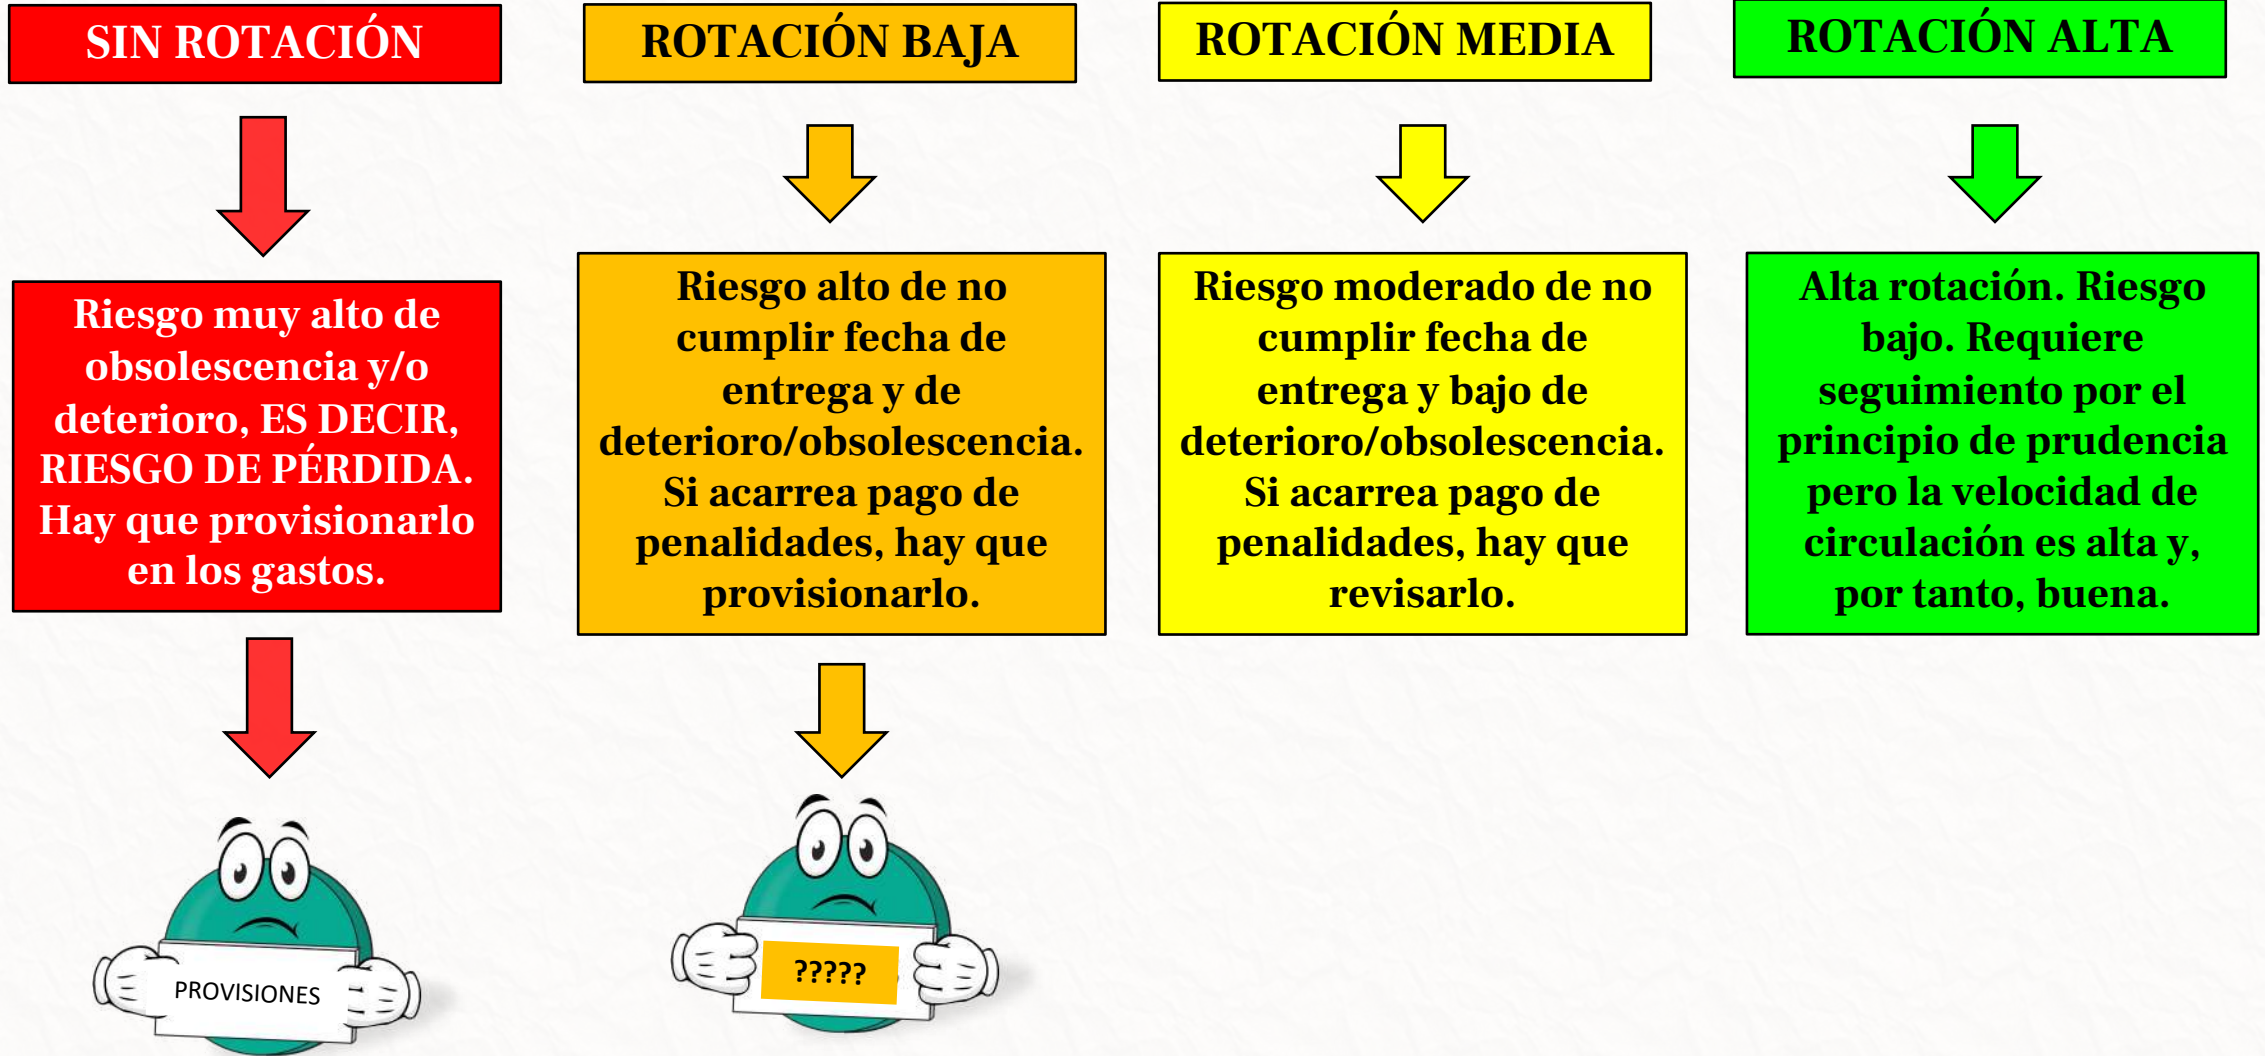 SIN ROTACIÓN
Riesgo muy alto de
obsolescencia y/o
deterioro, ES DECIR,
RIESGO DE PÉRDIDA.
Hay que provisionarlo
en los gastos.
PROVISIONES
ROTACIÓN BAJA
Riesgo alto de no
cumplir fecha de
entrega y de
deterioro/obsolescencia.
Si acarrea pago de
penalidades, hay que
provisionarlo.
?????
ROTACIÓN MEDIA
Riesgo moderado de no
cumplir fecha de
entrega y bajo de
deterioro/obsolescencia.
Si acarrea pago de
penalidades, hay que
revisarlo.
ROTACIÓN ALTA
Alta rotación. Riesgo
bajo. Requiere
seguimiento por el
principio de prudencia
pero la velocidad de
circulación es alta y,
por tanto, buena.